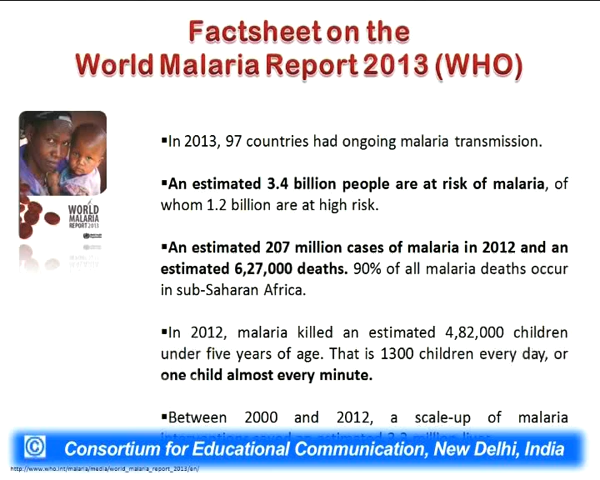 Factsheet on the
World Malaria Report 2013 (WHO)
▪In 2013, 97 countries had ongoing malaria transmission.
▪An estimated 3.4 billion people are at risk of malaria, of
whom 1.2 billion are at high risk.
WORLD
MALARIA
REPORT 2013
▪An estimated 207 million cases of malaria in 2012 and an
estimated 6,27,000 deaths. 90% of all malaria deaths occur
in sub-Saharan Africa.
▪In 2012, malaria killed an estimated 4,82,000 children
under five years of age. That is 1300 children every day, or
one child almost every minute.
▪Between 2000 and 2012, a scale-up of malaria
© Consortium for Educational Communication, New Delhi, India
http://www.who.int/malaria/media/world_malaria_report_2013/en/